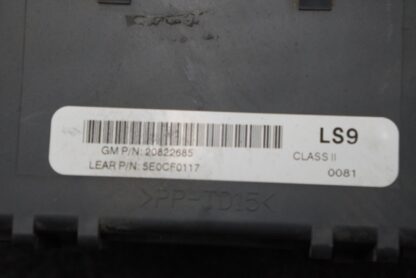 LS9
GM P/N: 20822685
CLASS II
LEAR P/N: 5E0CF0117
0081
>PP-TD15<